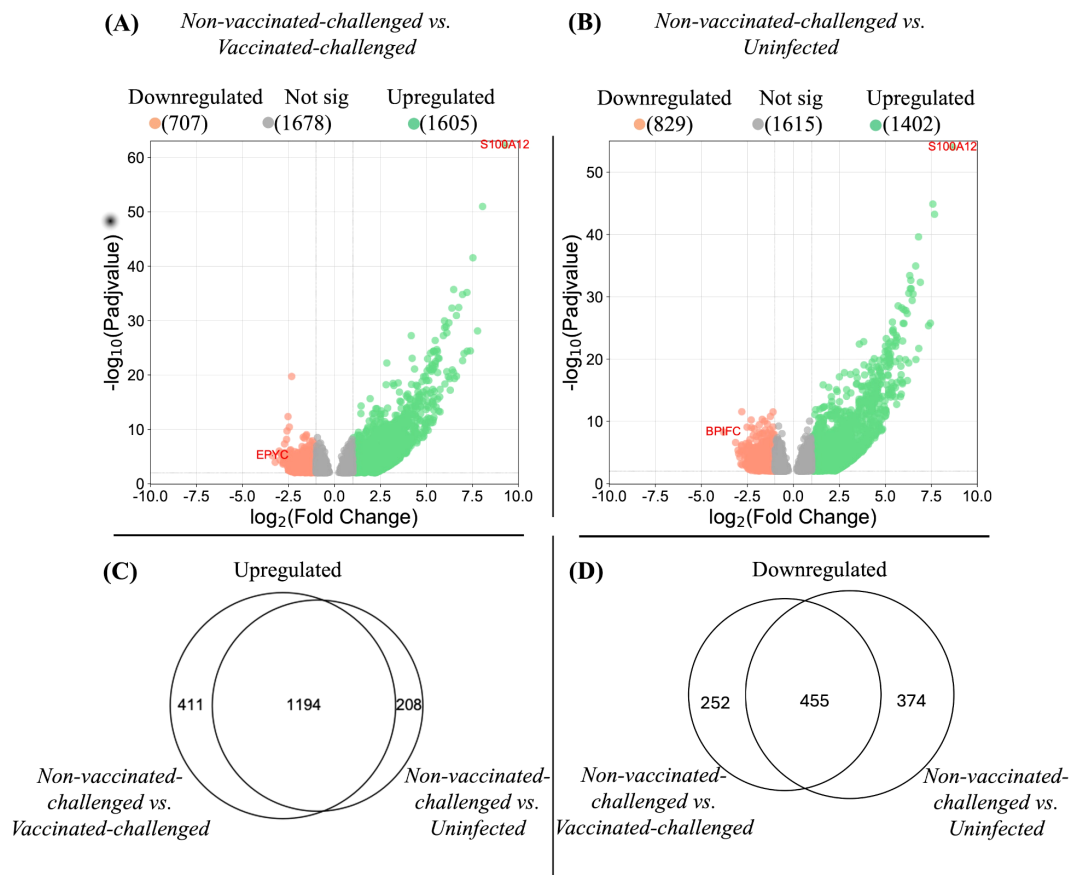 (A)
Non-vaccinated-challenged vs.
Vaccinated-challenged
Downregulated Not sig Upregulated
(707) (1678) (1605)
S100A12
60
50
40
30
20
10
0
-log10(Padjvalue)
EPYC
-10.0 -7.5 -5.0 -2.5 0.0 2.5 5.0 7.5 10.0
log2(Fold Change)
(B)
Non-vaccinated-challenged vs.
Uninfected
Downregulated Not sig Upregulated
(829) (1615) (1402)
S100A12
50
40
30
20
10
0
-log10(Padjvalue)
BPIFC
-10.0 -7.5 -5.0 -2.5 0.0 2.5 5.0 7.5 10.0
log2(Fold Change)
(C)
Upregulated
411 1194 208
Non-vaccinated-
challenged vs.
Vaccinated-challenged
Non-vaccinated-
challenged vs.
Uninfected
(D)
Downregulated
252 455 374
Non-vaccinated-
challenged vs.
Vaccinated-challenged
Non-vaccinated-
challenged vs.
Uninfected